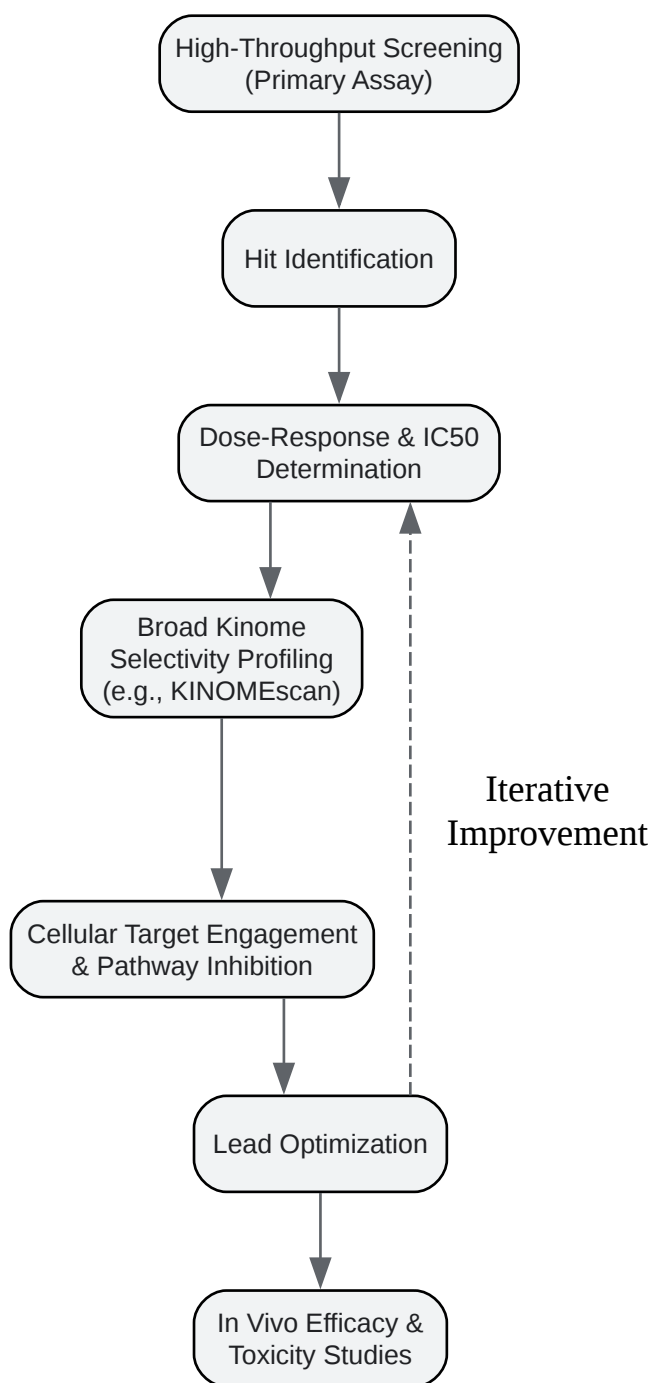 High-Throughput Screening
(Primary Assay)
Hit Identification
Dose-Response & IC50
Determination
Broad Kinome
Selectivity Profiling
(e.g., KINOMEscan)
Iterative
Improvement
Cellular Target Engagement
& Pathway Inhibition
Lead Optimization
In Vivo Efficacy &
Toxicity Studies